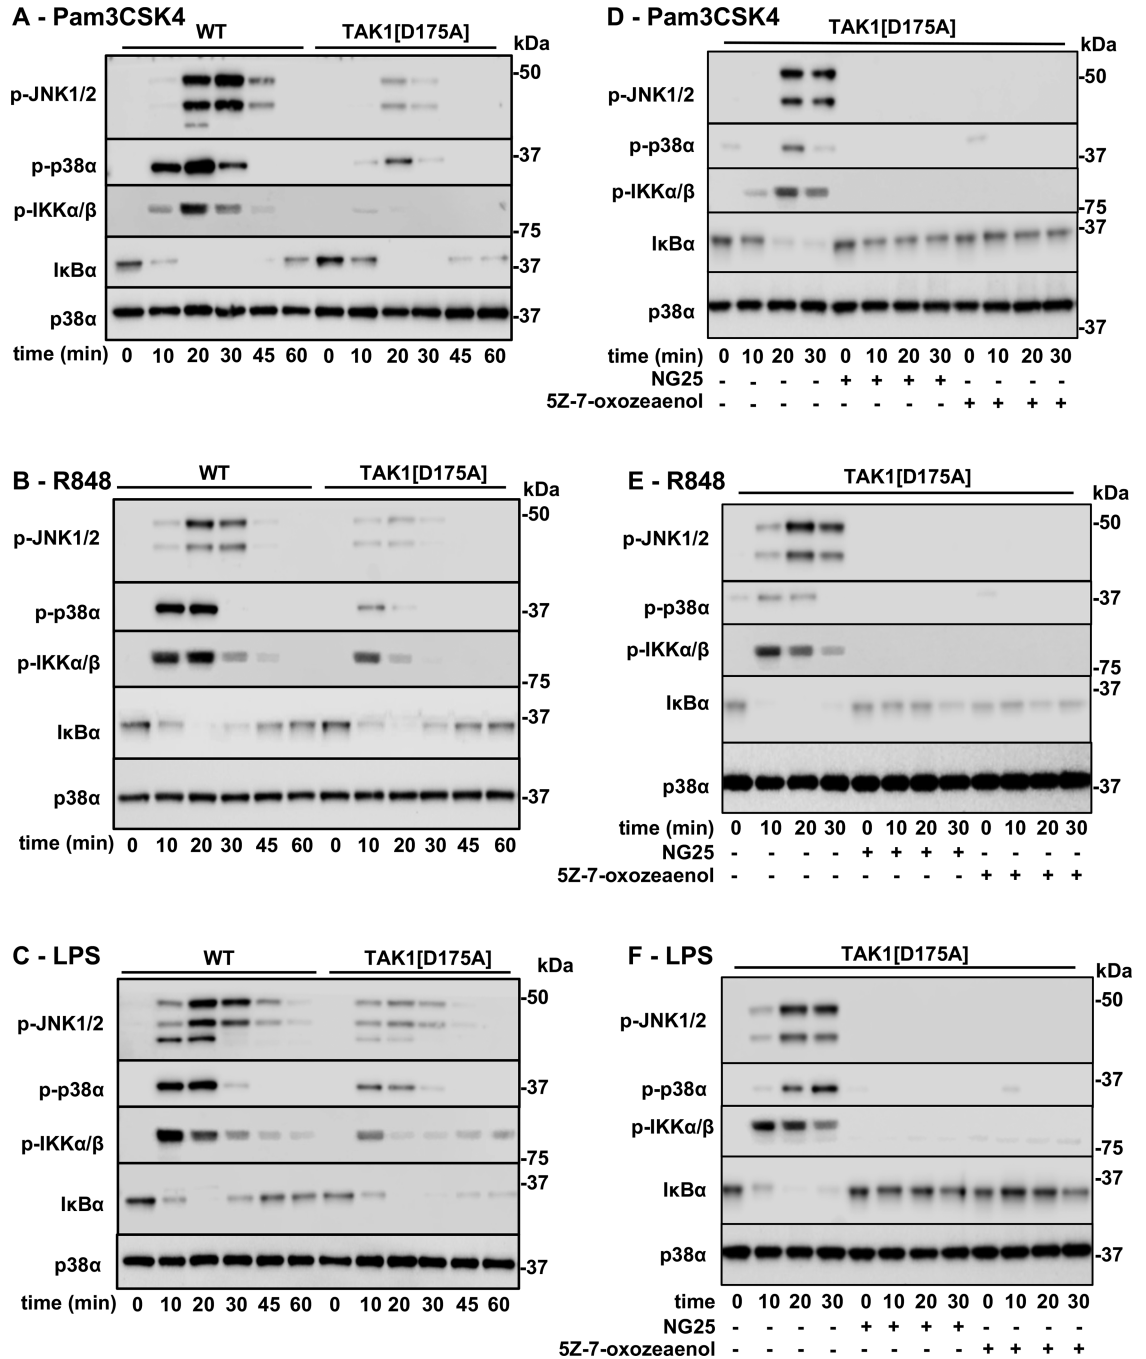 A - Pam3CSK4
WT TAK1[D175A]
kDa
p-JNK1/2 -50
p-p38α -37
p-IKKα/β -75
IκBα -37
p38α -37
time (min) 0 10 20 30 45 60 0 10 20 30 45 60
D - Pam3CSK4
TAK1[D175A]
kDa
p-JNK1/2 -50
p-p38α -37
p-IKKα/β -75
IκBα -37
p38α -37
time (min) 0 10 20 30 0 10 20 30 0 10 20 30
NG25 - - - - + + + + - - - -
5Z-7-oxozeaenol - - - - - - - - + + + +
B - R848
WT TAK1[D175A]
kDa
p-JNK1/2 -50
p-p38α -37
p-IKKα/β -75
IκBα -37
p38α -37
time (min) 0 10 20 30 45 60 0 10 20 30 45 60
E - R848
TAK1[D175A]
kDa
p-JNK1/2 -50
p-p38α -37
p-IKKα/β -75
IκBα -37
p38α -37
time (min) 0 10 20 30 0 10 20 30 0 10 20 30
NG25 - - - - + + + + - - - -
5Z-7-oxozeaenol - - - - - - - - + + + +
C - LPS
WT TAK1[D175A]
kDa
p-JNK1/2 -50
p-p38α -37
p-IKKα/β -75
IκBα -37
p38α -37
time (min) 0 10 20 30 45 60 0 10 20 30 45 60
F - LPS
TAK1[D175A]
kDa
p-JNK1/2 -50
p-p38α -37
p-IKKα/β -75
IκBα -37
p38α -37
time 0 10 20 30 0 10 20 30 0 10 20 30
NG25 - - - - + + + + - - - -
5Z-7-oxozeaenol - - - - - - - - + + + +